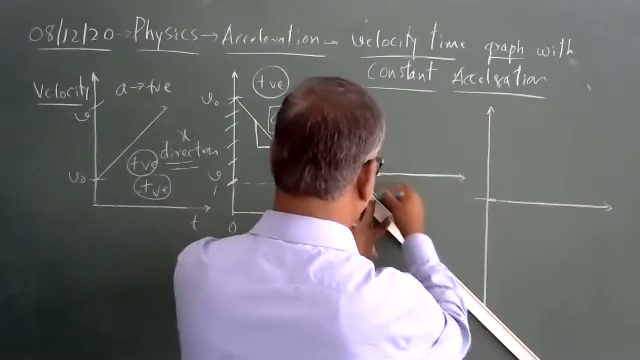 08/12/20 → Physics → Acceleration → velocity time graph with
constant Accelration
Velocity
v
a → +ve
x
direction
+ve
+ve
v₀
t
+ve
v₀
v
0